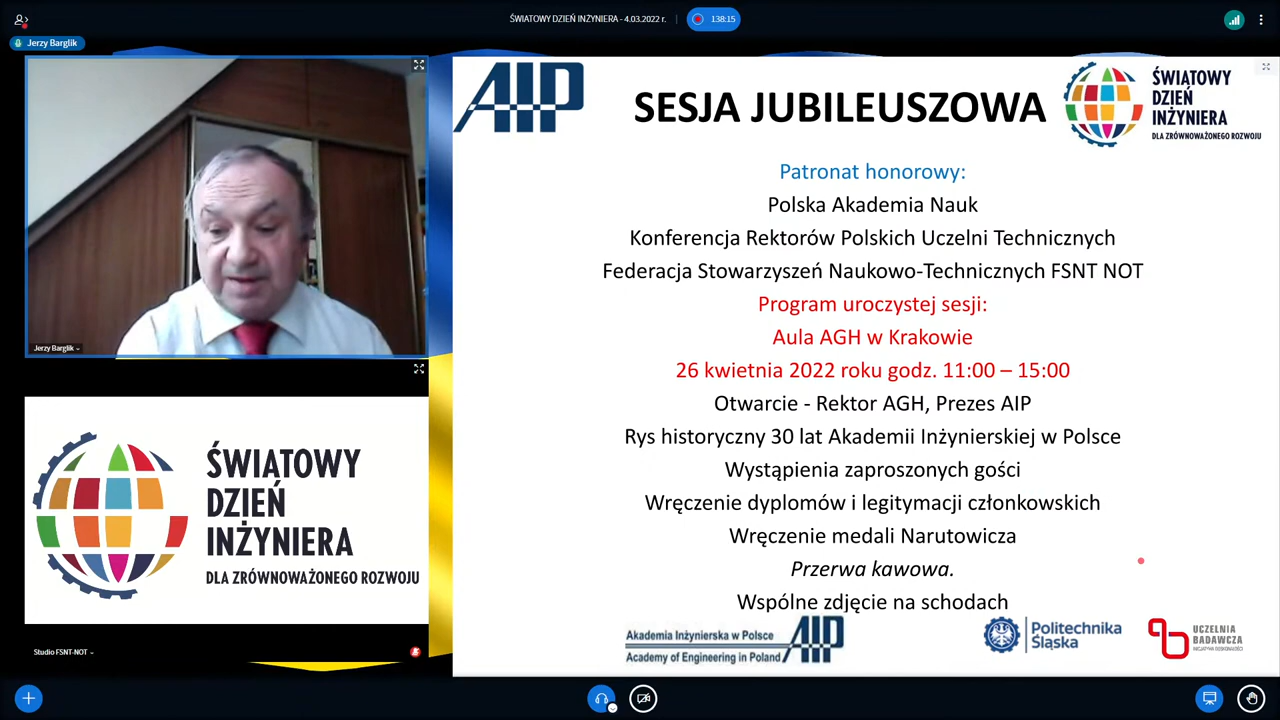 ŚWIATOWY DZIEŃ INŻYNIERA - 4.03.2022 r.
138:15
Jerzy Barglik
Jerzy Barglik
ŚWIATOWY
DZIEŃ
INŻYNIERA
DLA ZRÓWNOWAŻONEGO ROZWOJU
Studio FSNT-NOT
AIP
SESJA JUBILEUSZOWA
ŚWIATOWY
DZIEŃ
INŻYNIERA
DLA ZRÓWNOWAŻONEGO ROZWOJU
Patronat honorowy:
Polska Akademia Nauk
Konferencja Rektorów Polskich Uczelni Technicznych
Federacja Stowarzyszeń Naukowo-Technicznych FSNT NOT
Program uroczystej sesji:
Aula AGH w Krakowie
26 kwietnia 2022 roku godz. 11:00 – 15:00
Otwarcie - Rektor AGH, Prezes AIP
Rys historyczny 30 lat Akademii Inżynierskiej w Polsce
Wystąpienia zaproszonych gości
Wręczenie dyplomów i legitymacji członkowskich
Wręczenie medali Narutowicza
Przerwa kawowa.
Wspólne zdjęcie na schodach
Akademia Inżynierska w Polsce
Academy of Engineering in Poland
AIP
Politechnika
Śląska
UCZELNIA
BADAWCZA
INICJATYWA DOSKONAŁOŚCI